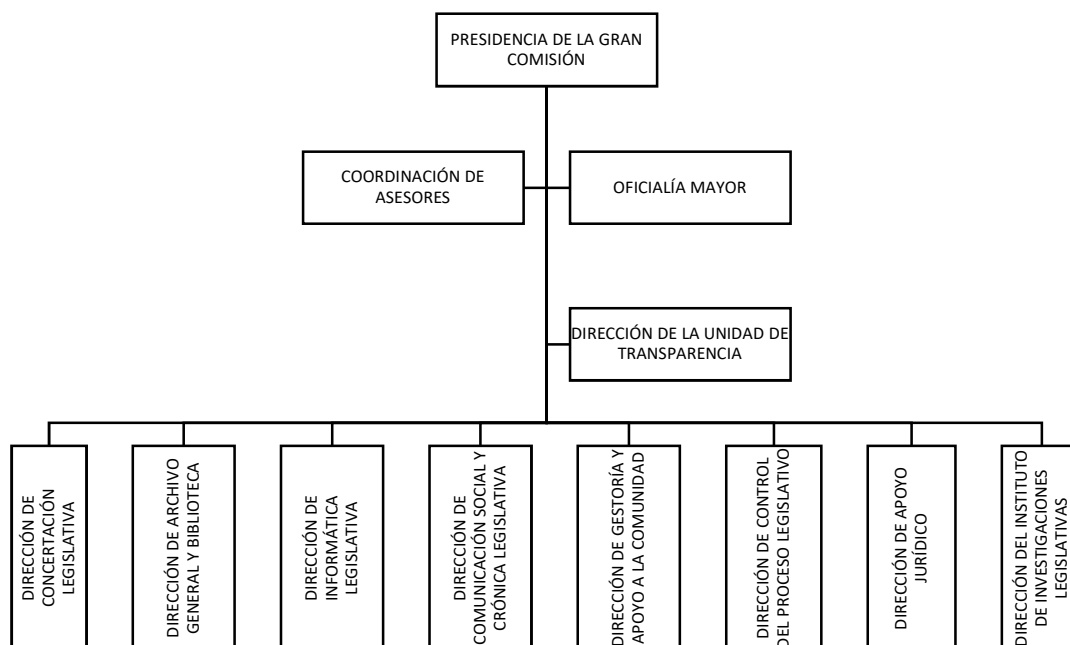 PRESIDENCIA DE LA GRAN
COMISIÓN
COORDINACIÓN DE
ASESORES
OFICIALÍA MAYOR
DIRECCIÓN DE LA UNIDAD DE
TRANSPARENCIA
DIRECCIÓN DE
CONCERTACIÓN
LEGISLATIVA
DIRECCIÓN DE ARCHIVO
GENERAL Y BIBLIOTECA
DIRECCIÓN DE
INFORMÁTICA
LEGISLATIVA
DIRECCIÓN DE
COMUNICACIÓN SOCIAL Y
CRÓNICA LEGISLATIVA
DIRECCIÓN DE GESTORÍA Y
APOYO A LA COMUNIDAD
DIRECCIÓN DE CONTROL
DEL PROCESO LEGISLATIVO
DIRECCIÓN DE APOYO
JURÍDICO
DIRECCIÓN DEL INSTITUTO
DE INVESTIGACIONES
LEGISLATIVAS